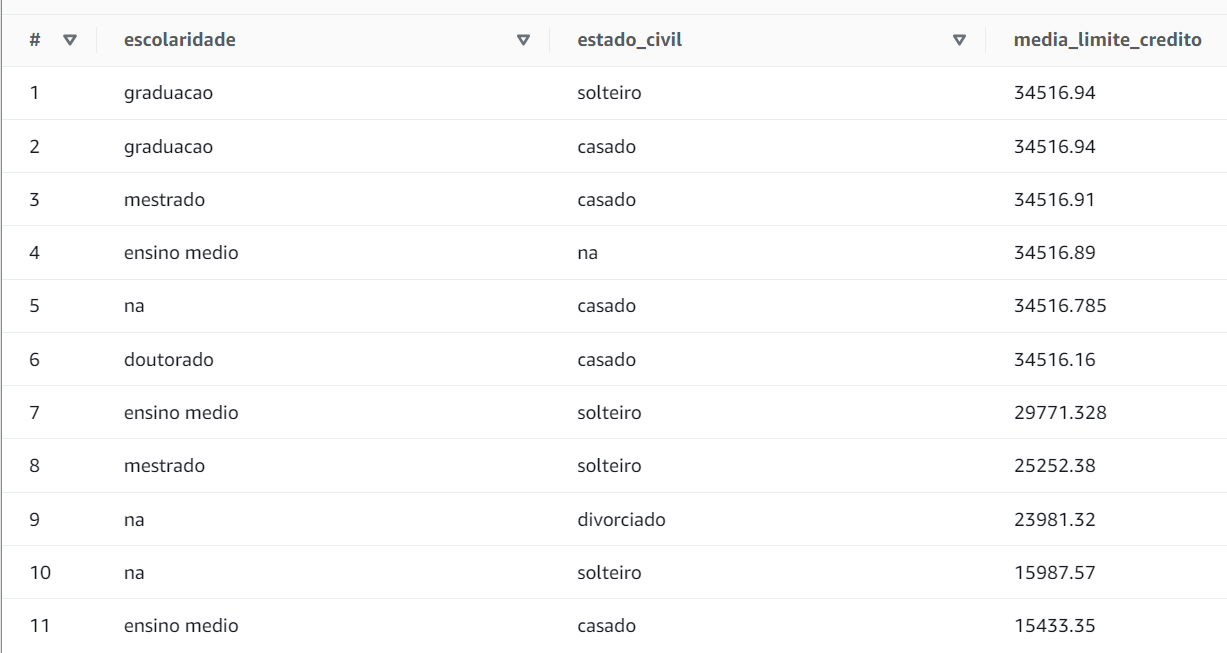 # escolaridade estado_civil media_limite_credito
1 graduacao solteiro 34516.94
2 graduacao casado 34516.94
3 mestrado casado 34516.91
4 ensino medio na 34516.89
5 na casado 34516.785
6 doutorado casado 34516.16
7 ensino medio solteiro 29771.328
8 mestrado solteiro 25252.38
9 na divorciado 23981.32
10 na solteiro 15987.57
11 ensino medio casado 15433.35